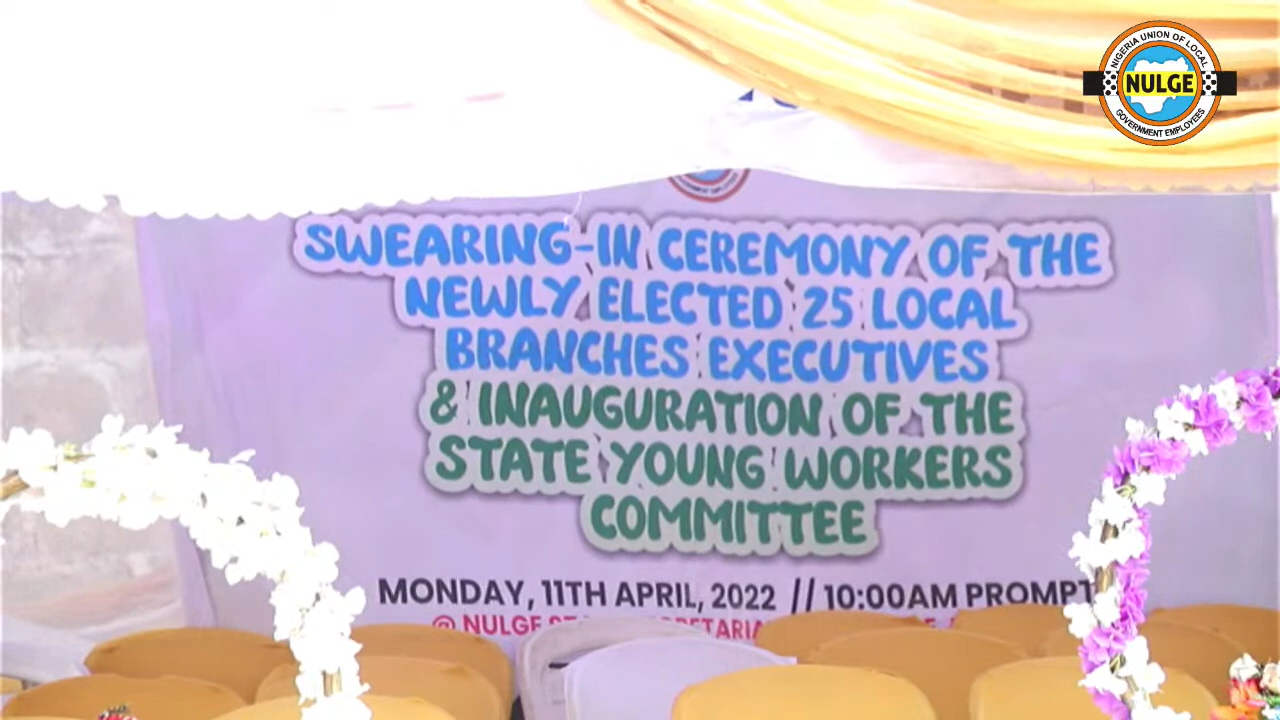 NIGERIA UNION OF LOCAL
NULGE
GOVERNMENT EMPLOYEES
SWEARING-IN CEREMONY OF THE
NEWLY ELECTED 25 LOCAL
BRANCHES EXECUTIVES
& INAUGURATION OF THE
STATE YOUNG WORKERS
COMMITTEE
MONDAY, 11TH APRIL, 2022 // 10:00AM PROMPT
@ NULGE